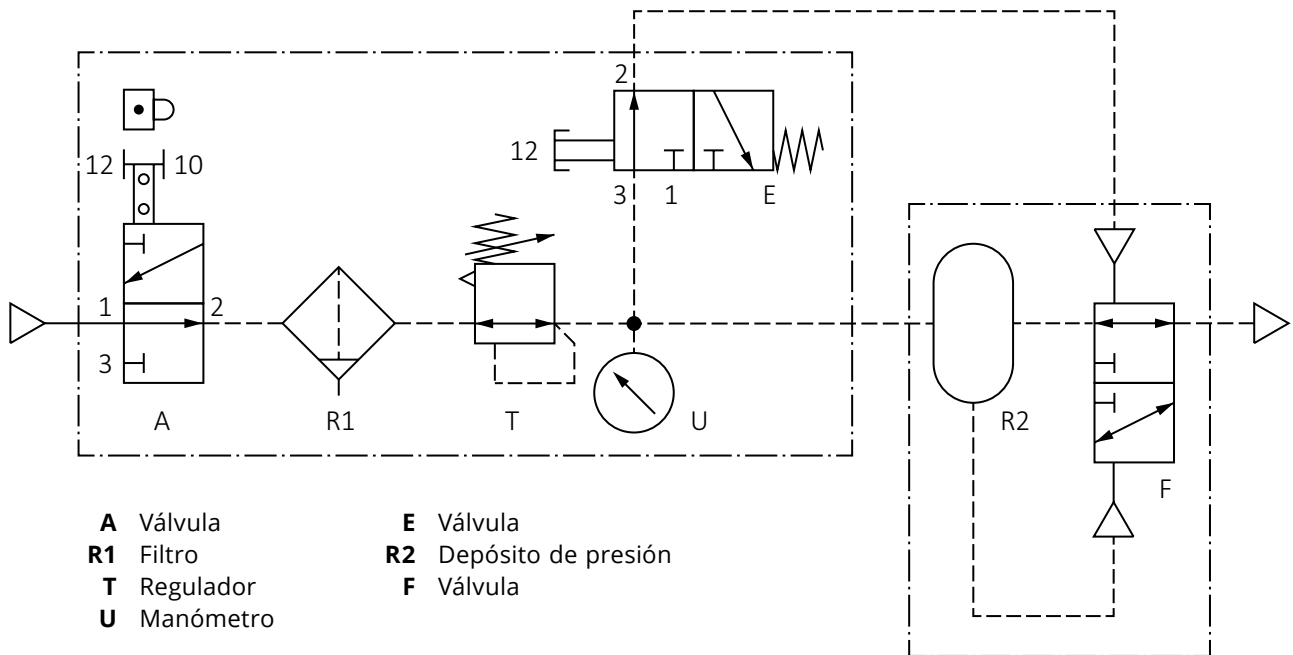 2
12
12 10
3 1 E
1 2
3
A R1 T U R2
F
A Válvula
R1 Filtro
T Regulador
U Manómetro
E Válvula
R2 Depósito de presión
F Válvula